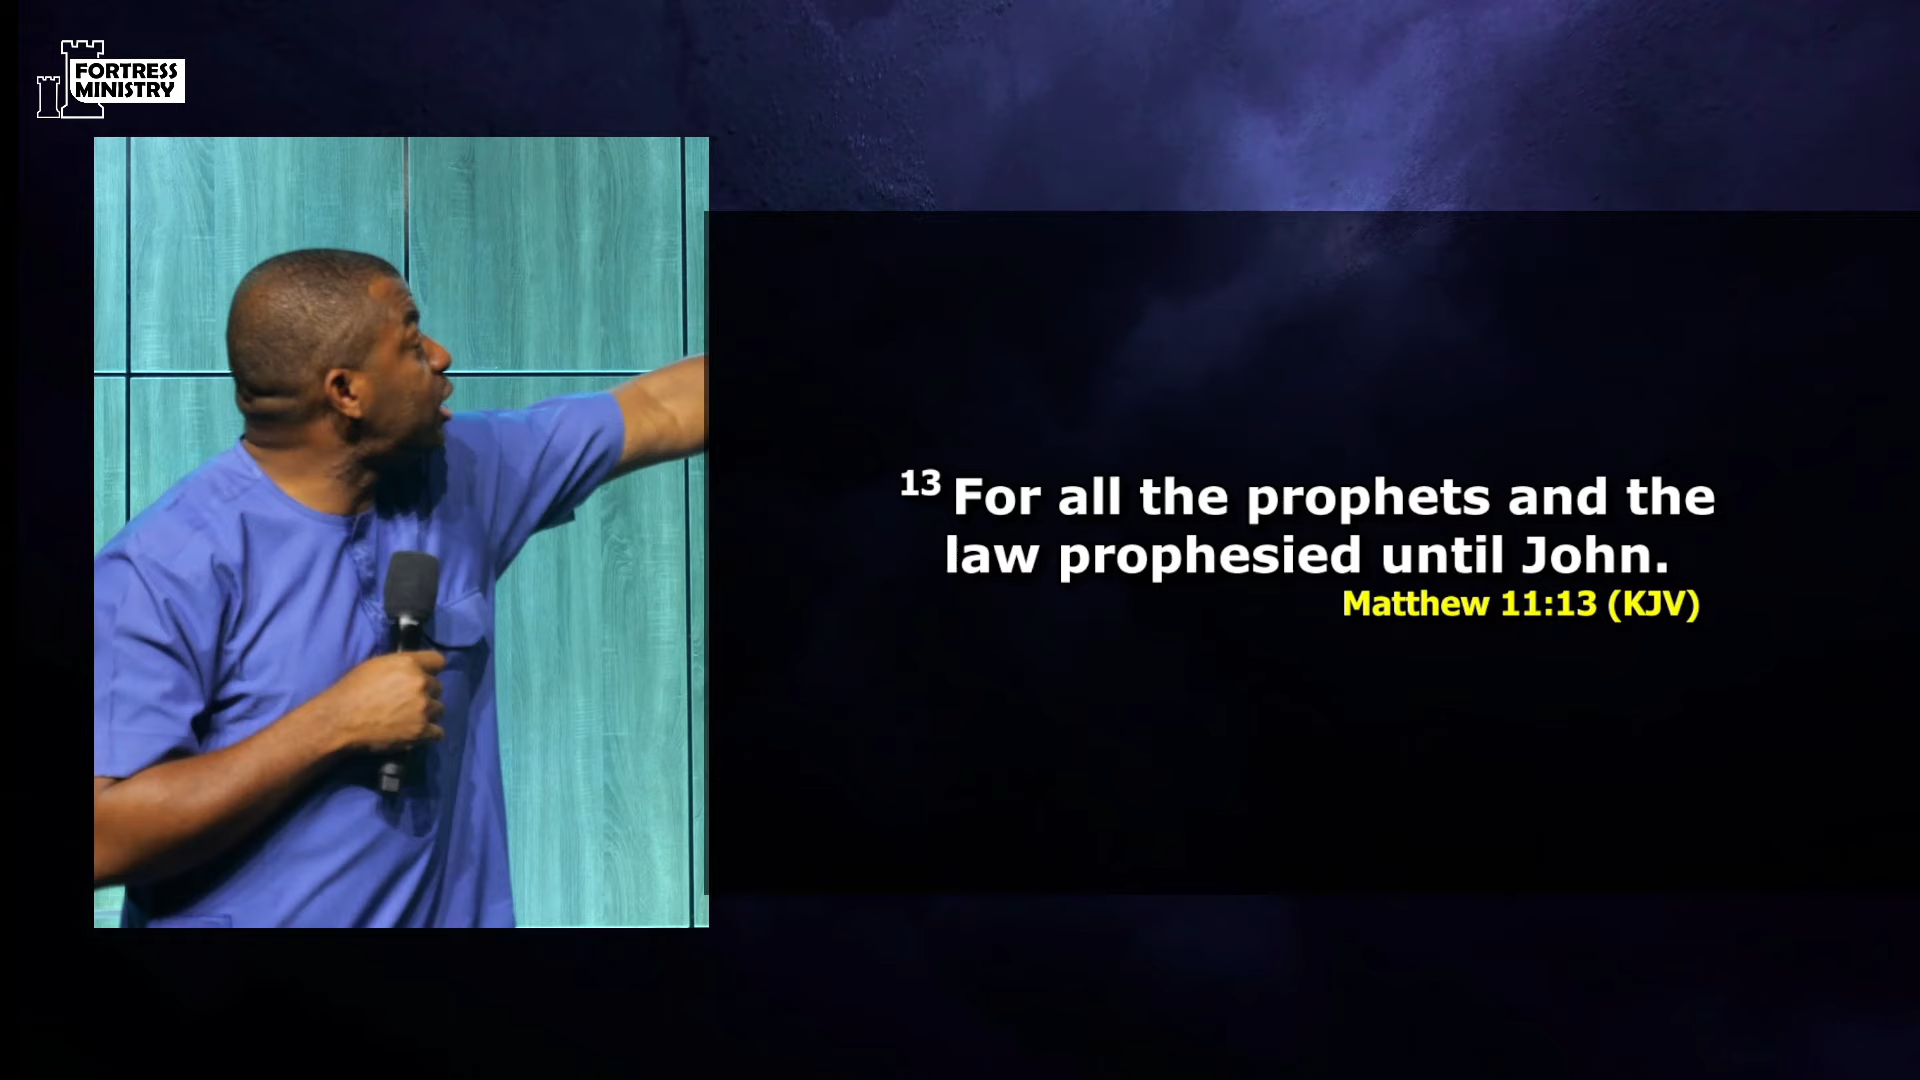 FORTRESS
MINISTRY
13 For all the prophets and the
law prophesied until John.
Matthew 11:13 (KJV)